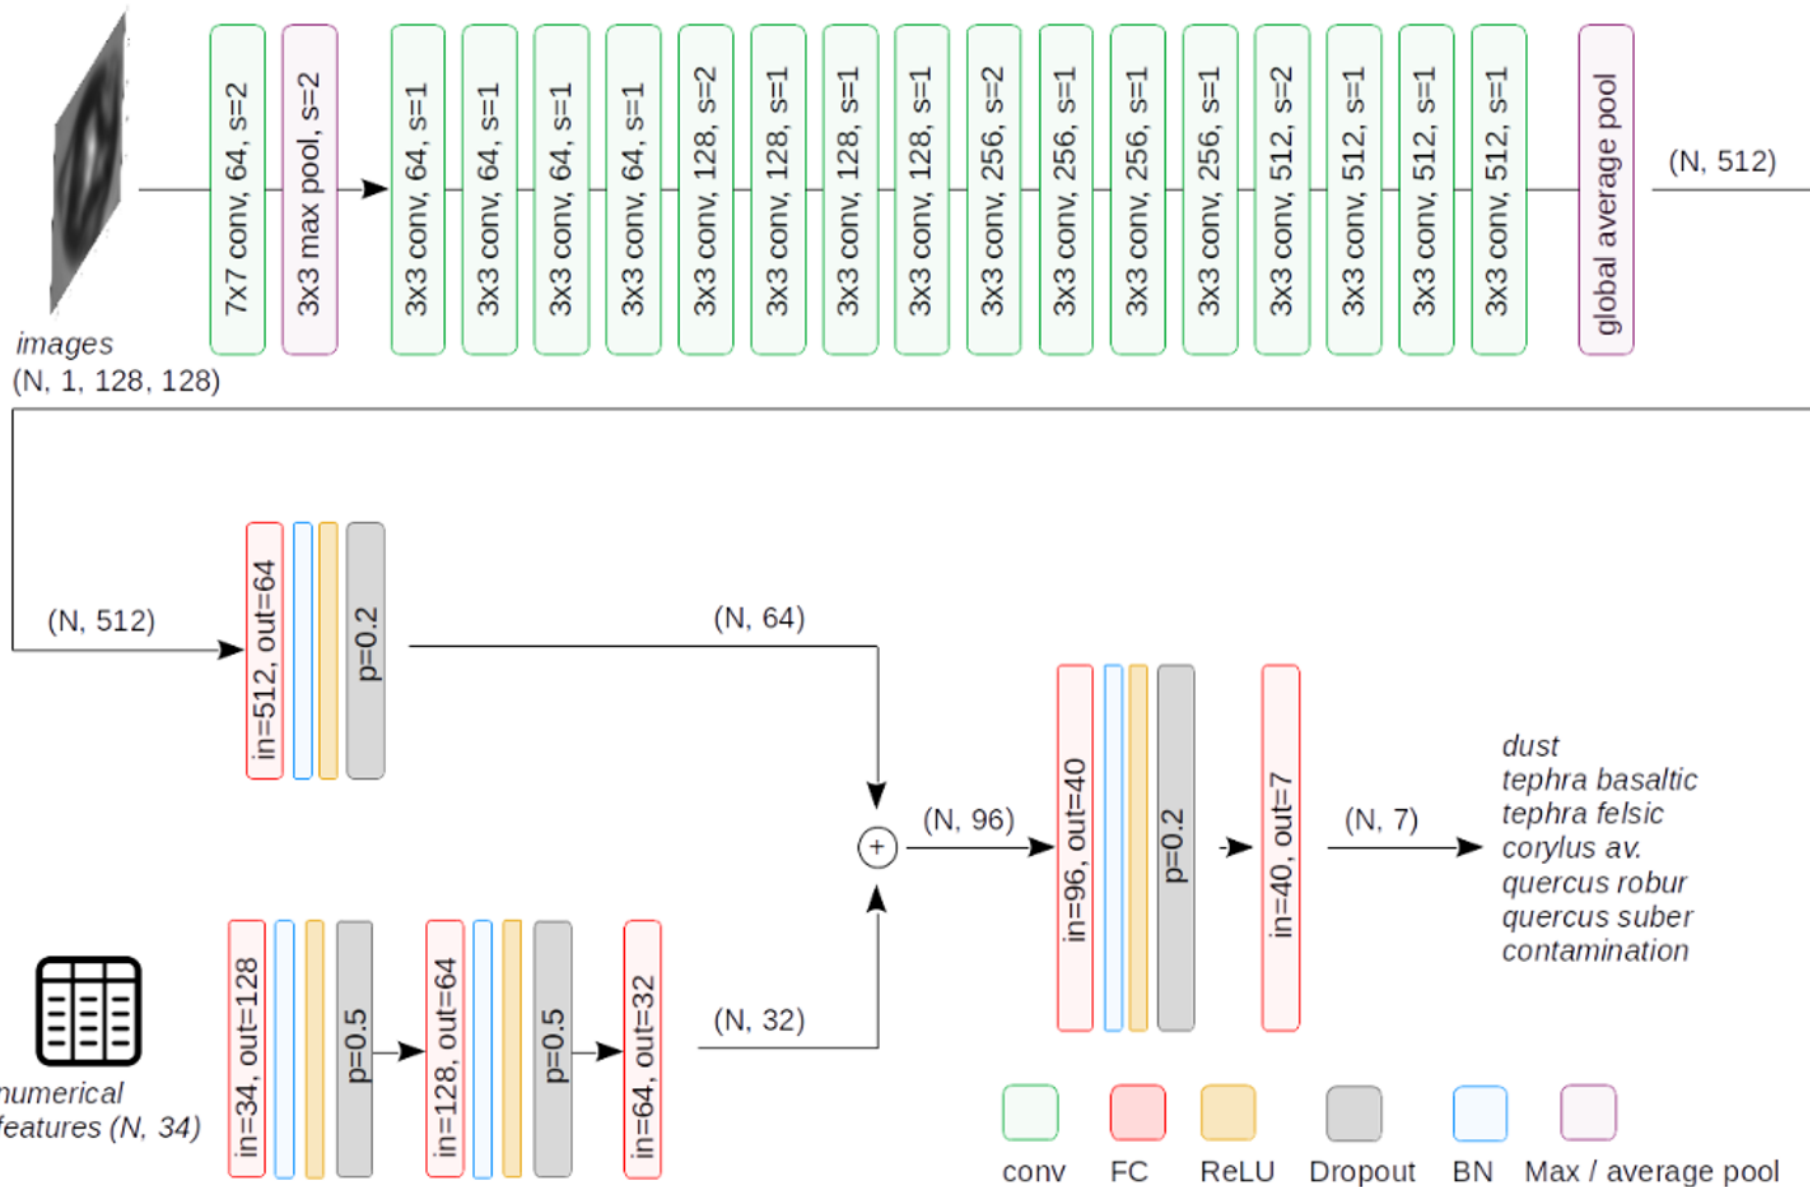 7x7 conv, 64, s=2
3x3 max pool, s=2
3x3 conv, 64, s=1
3x3 conv, 64, s=1
3x3 conv, 64, s=1
3x3 conv, 64, s=1
3x3 conv, 128, s=2
3x3 conv, 128, s=1
3x3 conv, 128, s=1
3x3 conv, 128, s=1
3x3 conv, 256, s=2
3x3 conv, 256, s=1
3x3 conv, 256, s=1
3x3 conv, 256, s=1
3x3 conv, 512, s=2
3x3 conv, 512, s=1
3x3 conv, 512, s=1
3x3 conv, 512, s=1
global average pool
(N, 512)
images
(N, 1, 128, 128)
(N, 512)
in=512, out=64
p=0.2
(N, 64)
+
(N, 96)
in=96, out=40
p=0.2
in=40, out=7
(N, 7)
dust
tephra basaltic
tephra felsic
corylus av.
quercus robur
quercus suber
contamination
numerical
features (N, 34)
in=34, out=128
p=0.5
in=128, out=64
p=0.5
in=64, out=32
(N, 32)
conv
FC
ReLU
Dropout
BN
Max / average pool